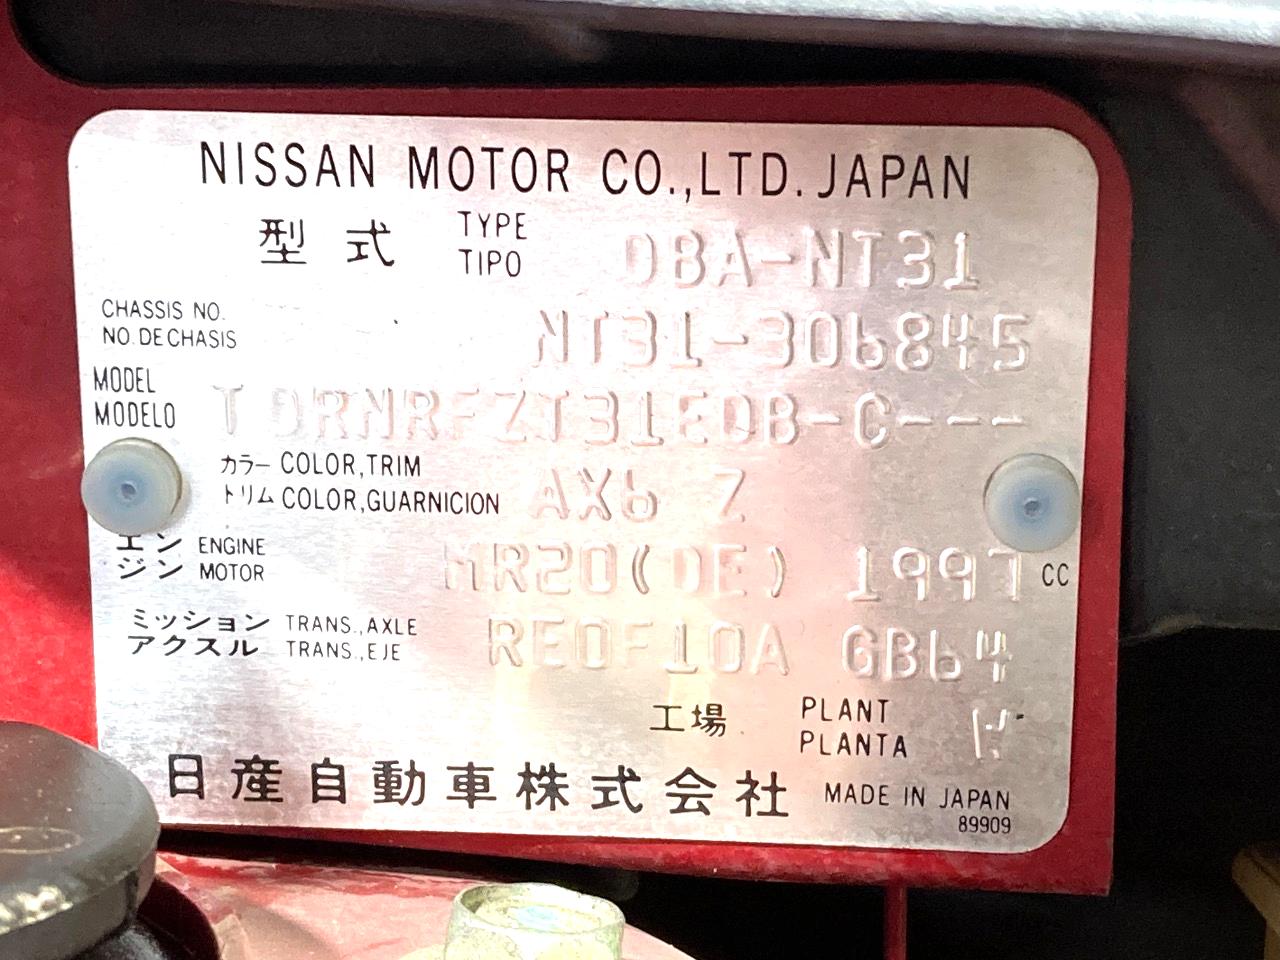 NISSAN MOTOR CO.,LTD. JAPAN
型式 TYPE TIPO DBA-NT31
CHASSIS NO.
NO. DE CHASIS NT31-306845
MODEL
MODELO TDRNRFZT31EDB-C---
カラー COLOR,TRIM
トリム COLOR,GUARNICION AX6 Z
エンジン ENGINE MOTOR MR20(DE) 1997 CC
ミッション TRANS.,AXLE
アクスル TRANS.,EJE RE0F10A GB64
工場 PLANT PLANTA K
日産自動車株式会社 MADE IN JAPAN
89909